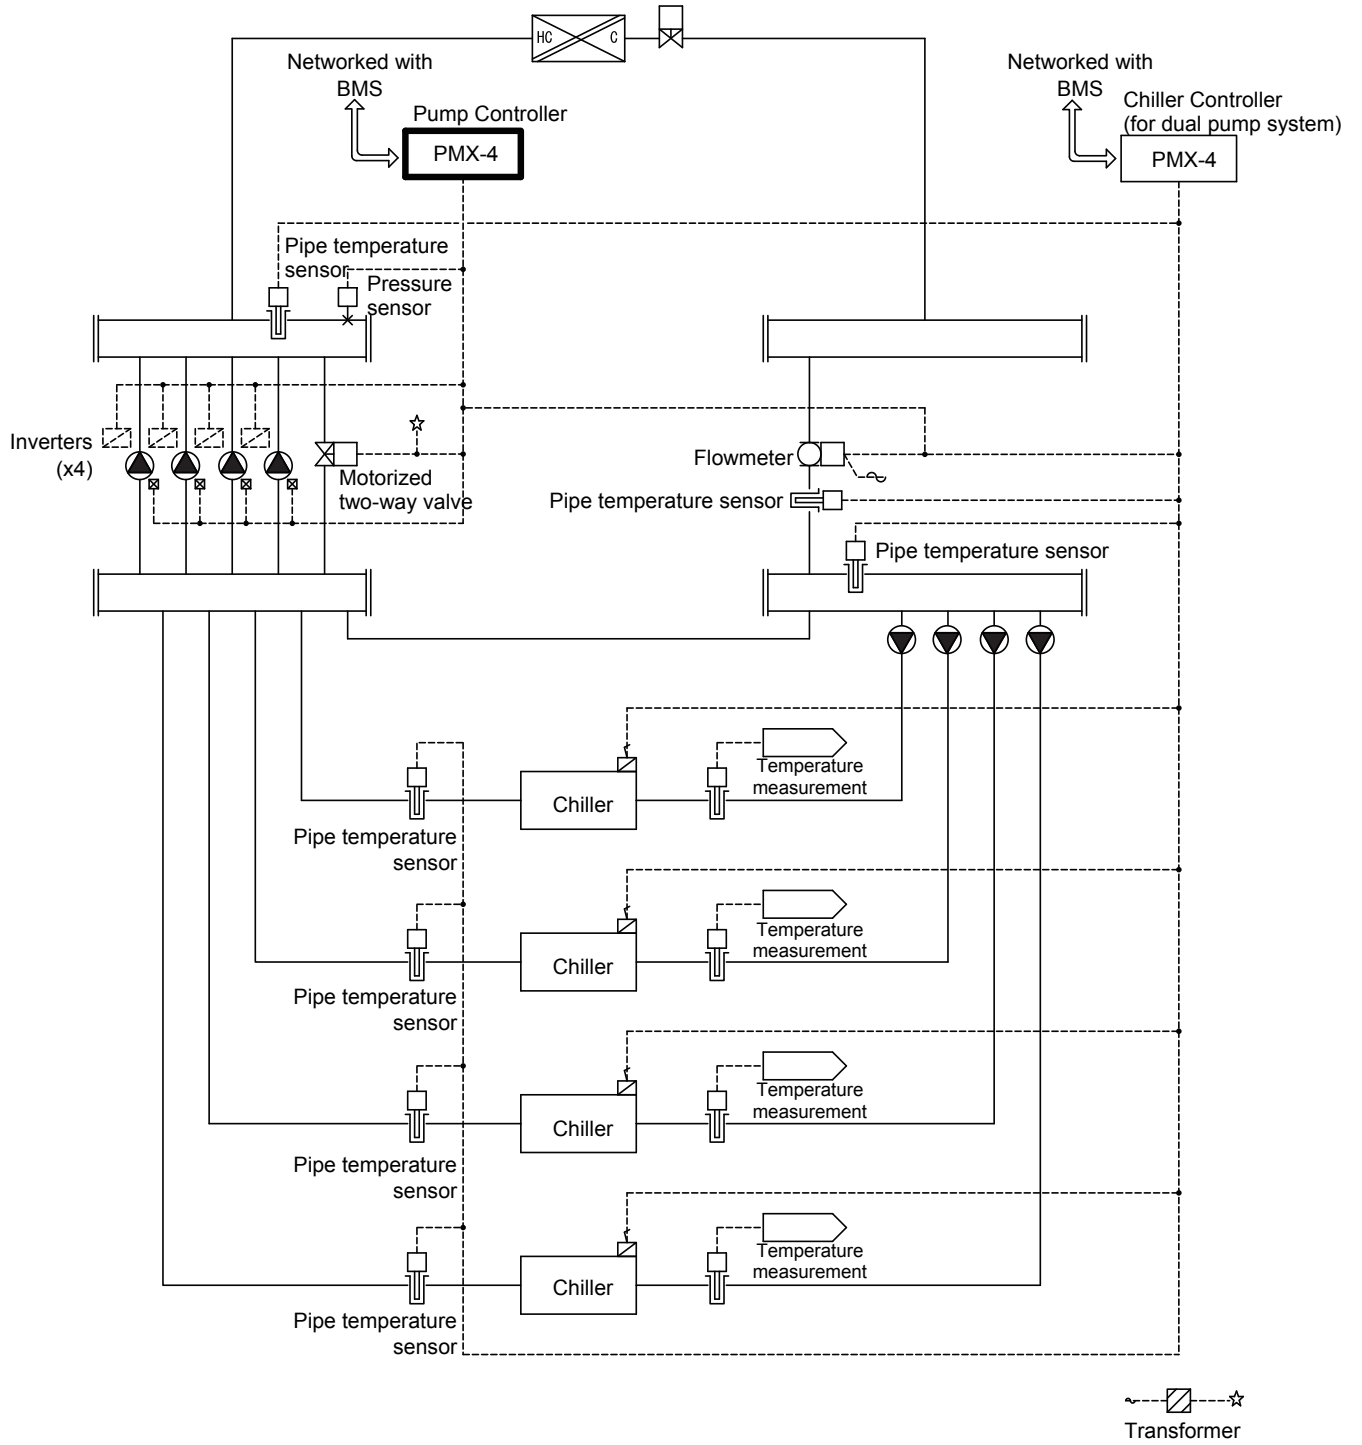 HC
C
Networked with
BMS
Pump Controller
PMX-4
Networked with
BMS
Chiller Controller
(for dual pump system)
PMX-4
Pipe temperature
sensor
Pressure
sensor
Inverters
(x4)
Motorized
two-way valve
Flowmeter
Pipe temperature sensor
Pipe temperature sensor
Temperature
measurement
Chiller
Pipe temperature
sensor
Temperature
measurement
Chiller
Pipe temperature
sensor
Temperature
measurement
Chiller
Pipe temperature
sensor
Temperature
measurement
Chiller
Pipe temperature
sensor
Transformer